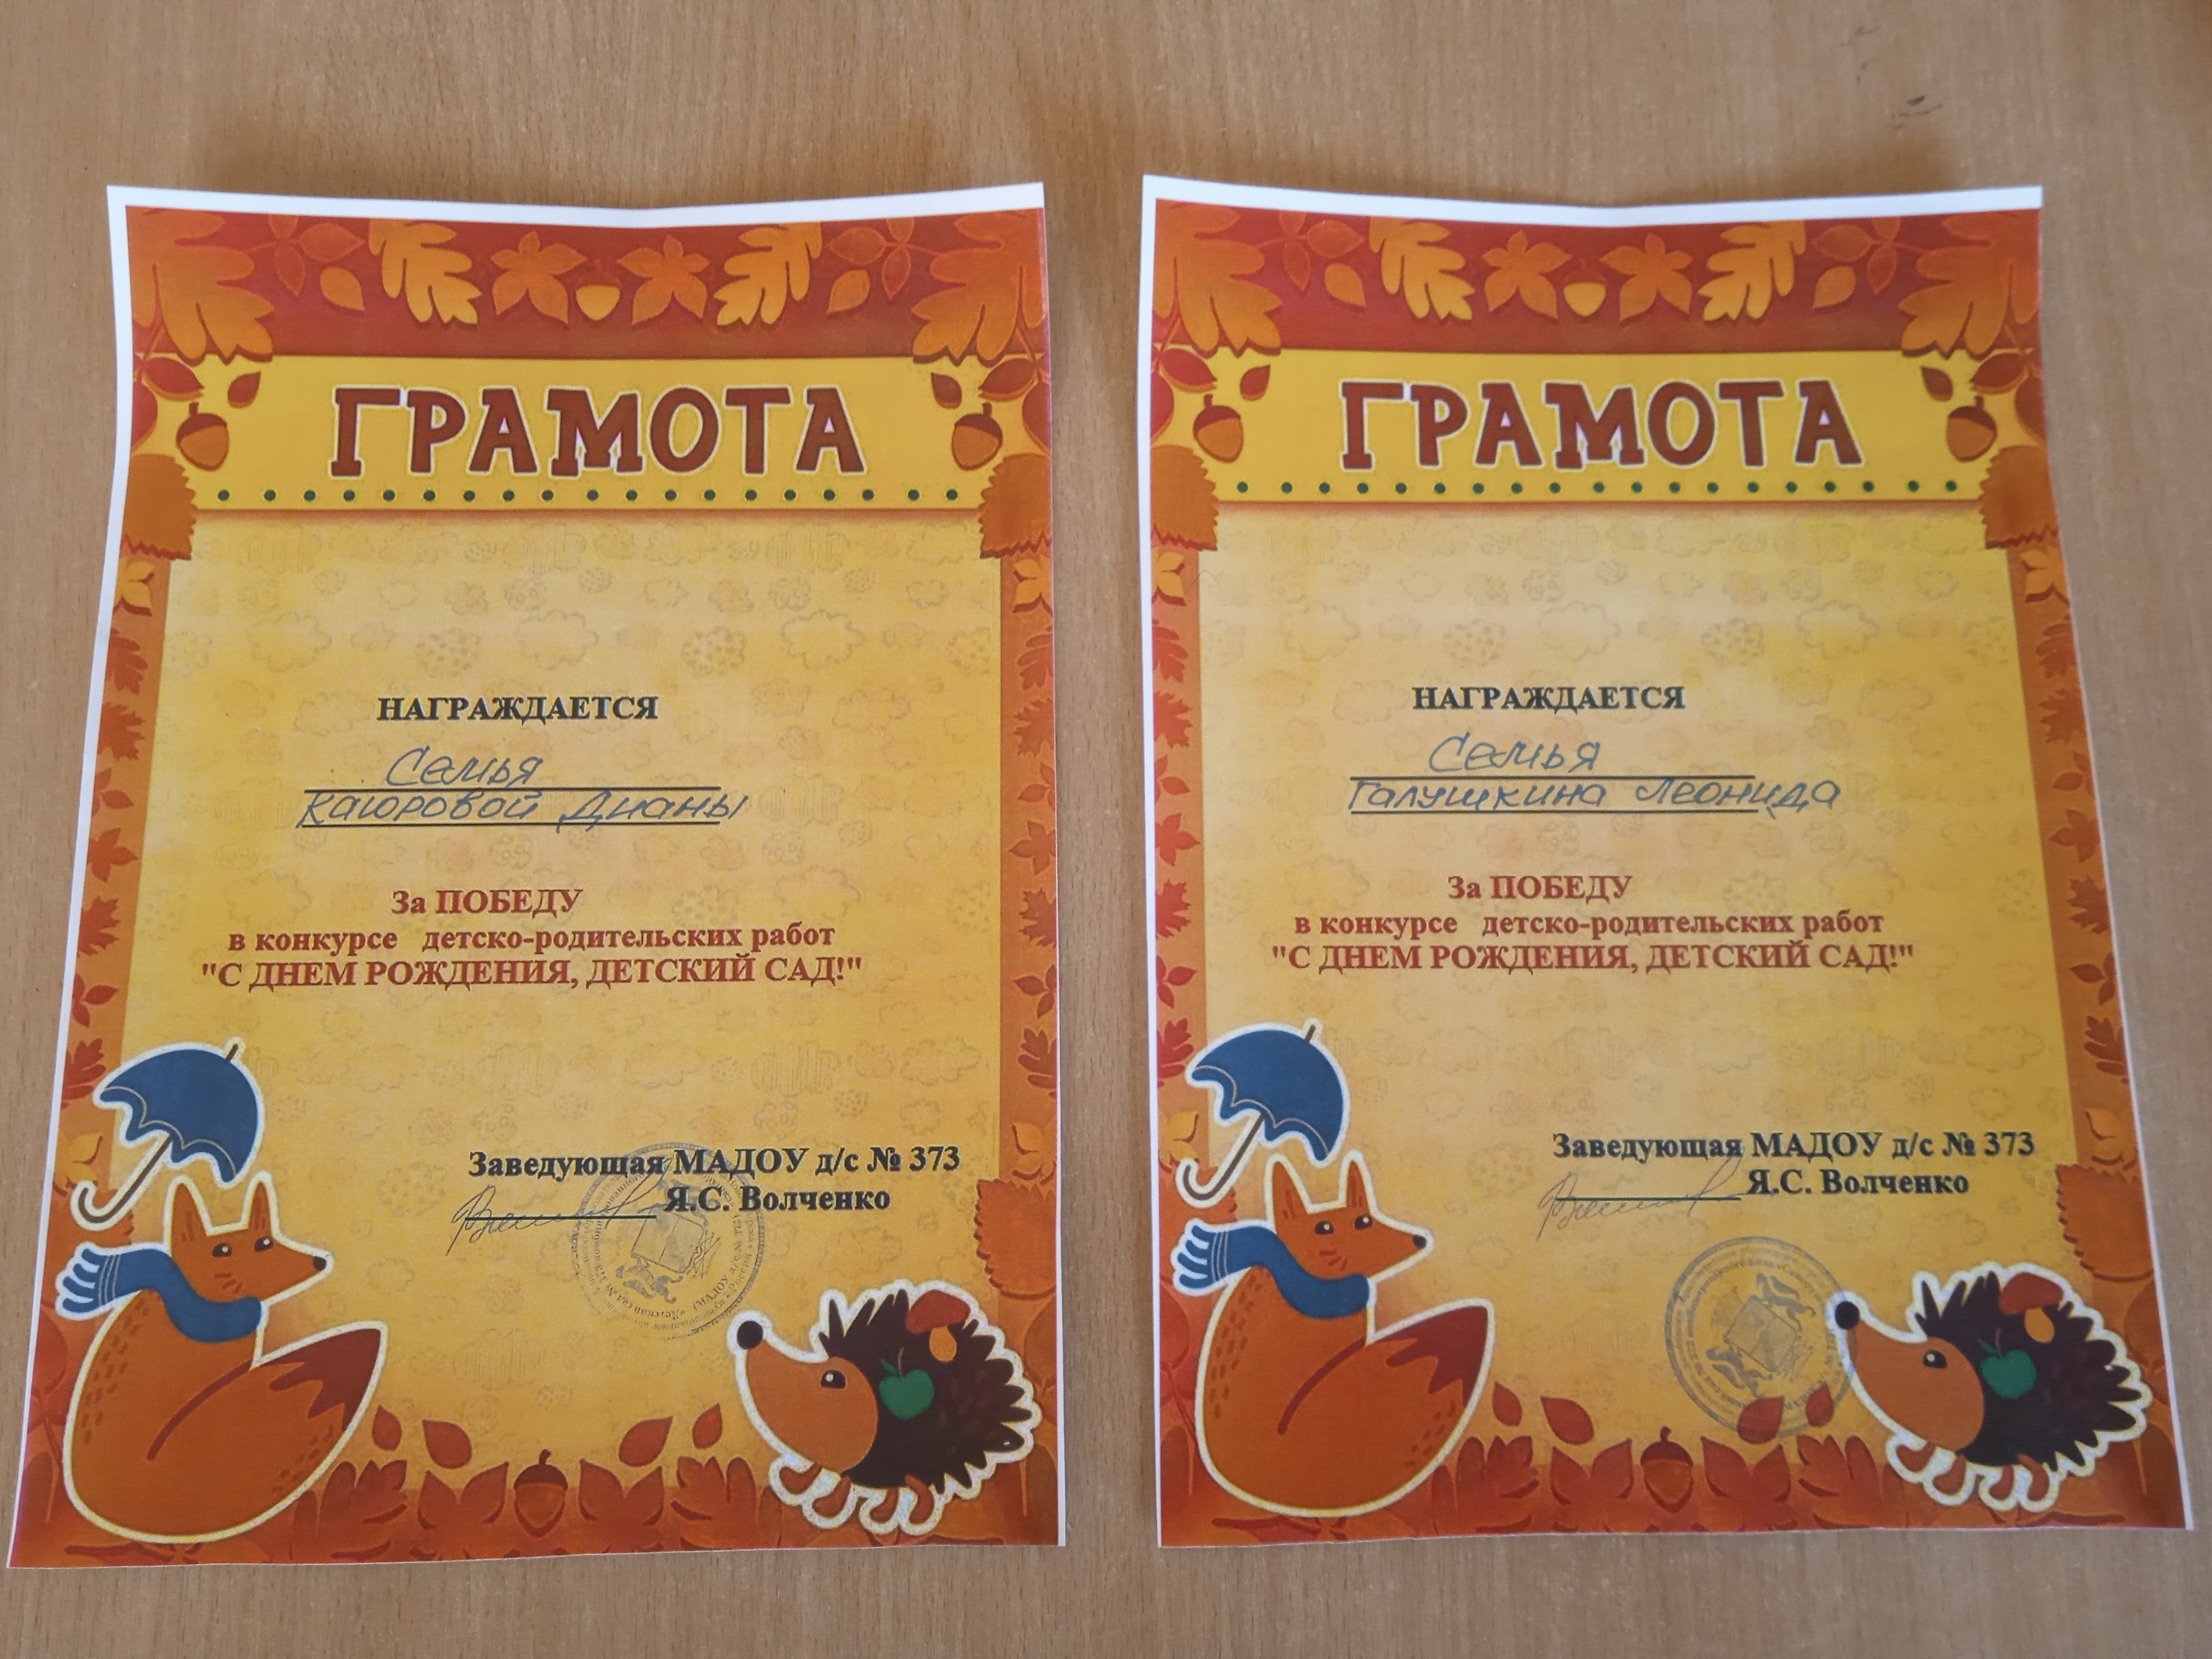 ГРАМОТА
НАГРАЖДАЕТСЯ
Семья
Каюровой Дианы
За ПОБЕДУ
в конкурсе детско-родительских работ
"С ДНЕМ РОЖДЕНИЯ, ДЕТСКИЙ САД!"
Заведующая МАДОУ д/с № 373
Я.С. Волченко
ГРАМОТА
НАГРАЖДАЕТСЯ
Семья
Галушкина Леонида
За ПОБЕДУ
в конкурсе детско-родительских работ
"С ДНЕМ РОЖДЕНИЯ, ДЕТСКИЙ САД!"
Заведующая МАДОУ д/с № 373
Я.С. Волченко